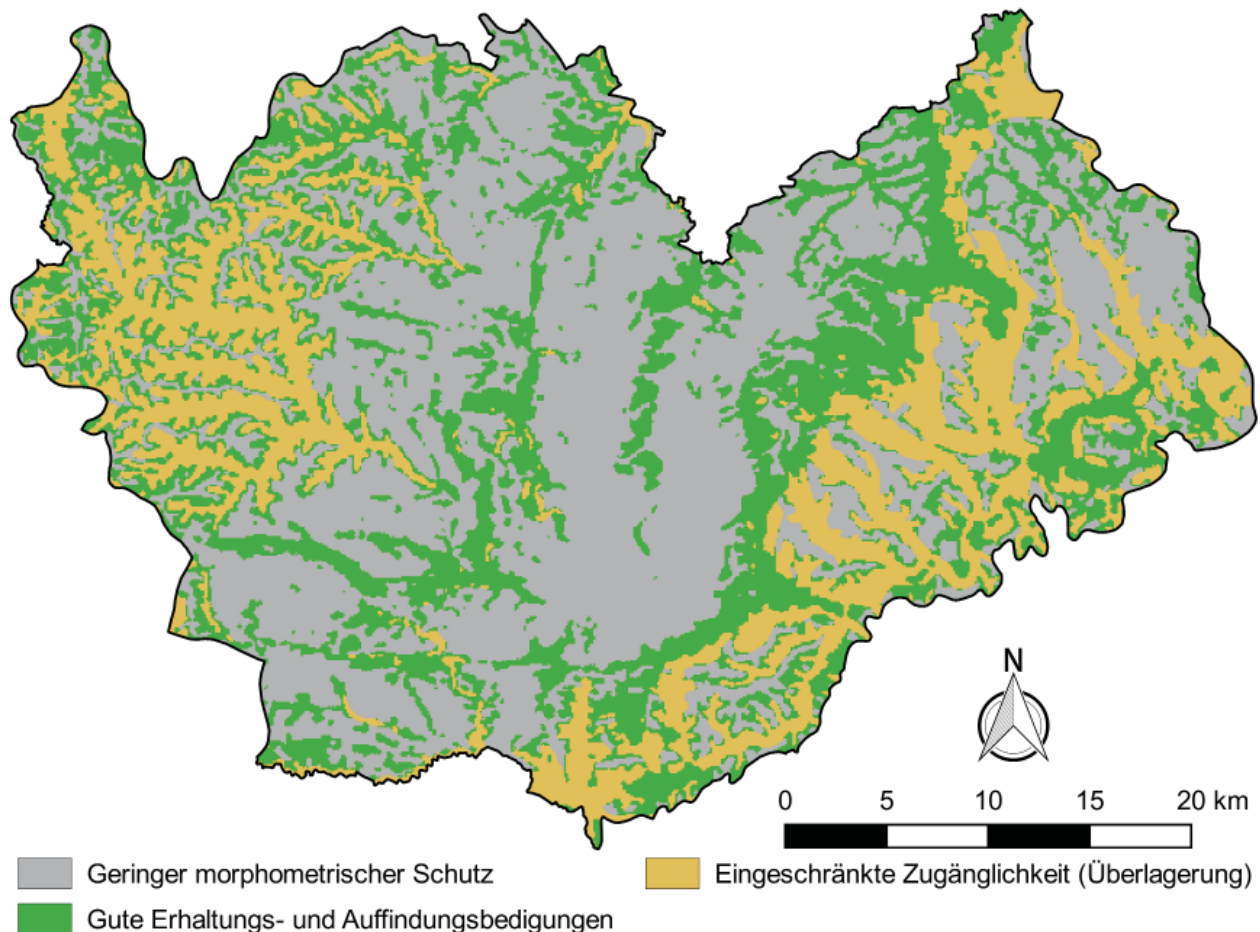 N
0 5 10 15 20 km
Geringer morphometrischer Schutz
Eingeschränkte Zugänglichkeit (Überlagerung)
Gute Erhaltungs- und Auffindungsbedigungen